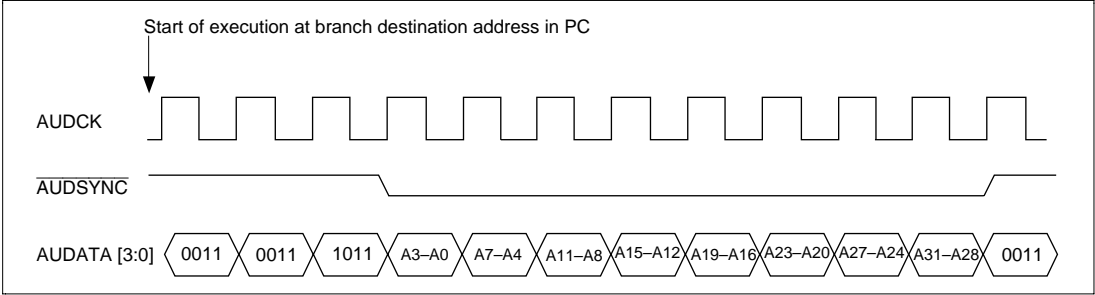 Start of execution at branch destination address in PC
AUDCK
AUDSYNC
AUDATA [3:0] 0011 0011 1011 A3–A0 A7–A4 A11–A8 A15–A12 A19–A16 A23–A20 A27–A24 A31–A28 0011